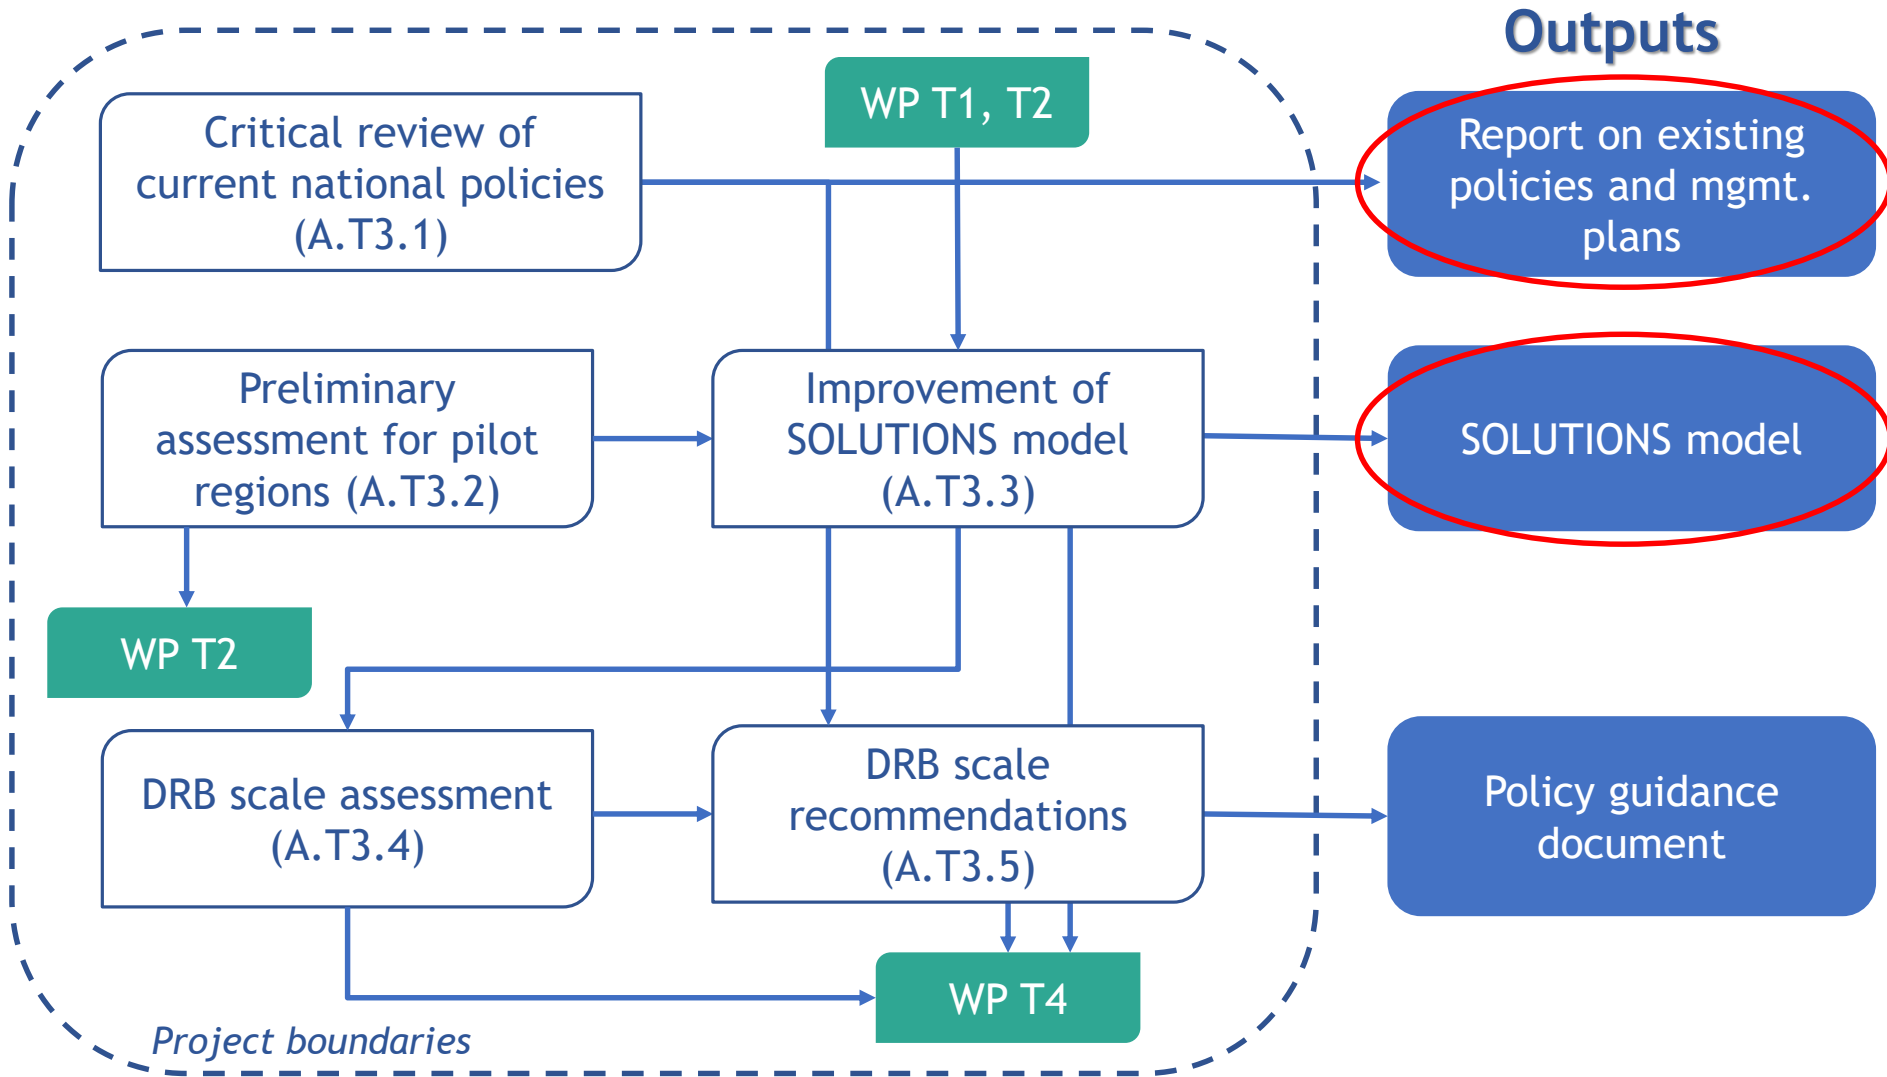 Outputs
WP T1, T2
Critical review of
current national policies
(A.T3.1)
Report on existing
policies and mgmt.
plans
Preliminary
assessment for pilot
regions (A.T3.2)
Improvement of
SOLUTIONS model
(A.T3.3)
SOLUTIONS model
WP T2
DRB scale assessment
(A.T3.4)
DRB scale
recommendations
(A.T3.5)
Policy guidance
document
WP T4
Project boundaries